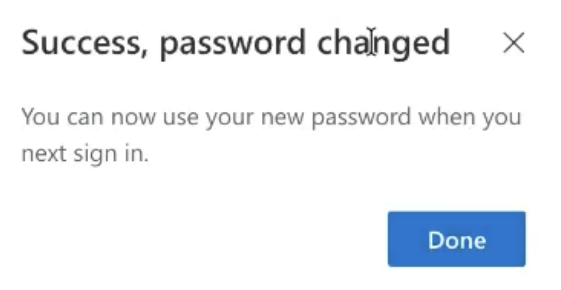 Success, password changed
You can now use your new password when you
next sign in.
Done